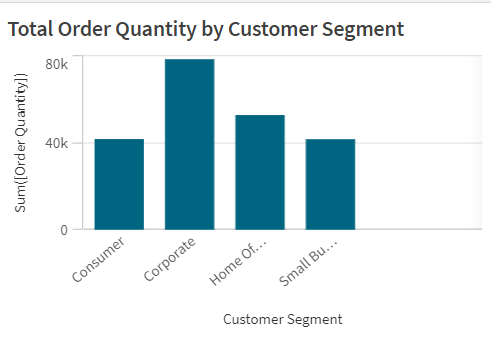 Total Order Quantity by Customer Segment
Sum([Order Quantity])
80k
40k
0
Consumer
Corporate
Home Of...
Small Bu...
Customer Segment